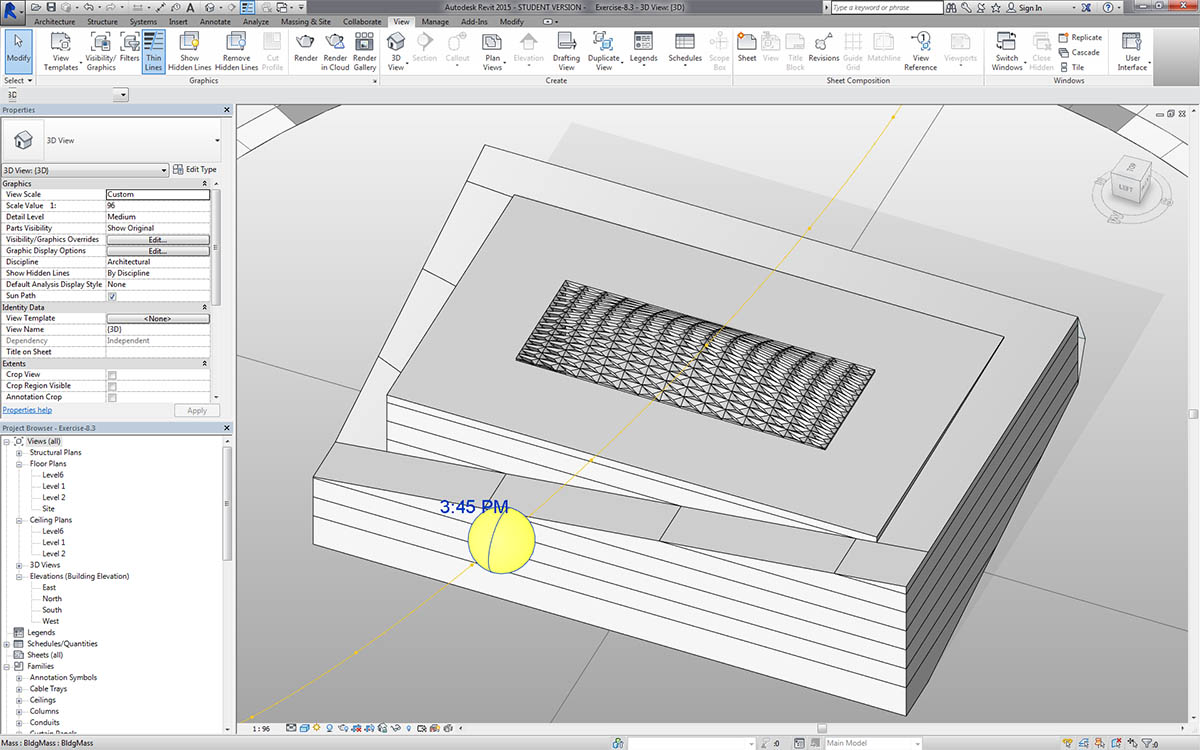 Autodesk Revit 2015 - STUDENT VERSION - Exercise-8.3 - 3D View: {3D}
Type a keyword or phrase
Sign In
Architecture Structure Systems Insert Annotate Analyze Massing & Site Collaborate View Manage Add-Ins Modify
Modify
View Templates
Visibility/ Graphics
Filters
Thin Lines
Show Hidden Lines
Remove Hidden Lines
Cut Profile
Render
Render in Cloud
Render Gallery
3D View
Section
Callout
Plan Views
Elevation
Drafting View
Duplicate View
Legends
Schedules
Scope Box
Sheet
View
Title Block
Revisions
Guide Grid
Matchline
View Reference
Viewports
Switch Windows
Close Hidden
Replicate
Cascade
Tile
User Interface
Select Graphics Create Sheet Composition Windows
3D
Properties
3D View
3D View: {3D} Edit Type
Graphics
View Scale Custom
Scale Value 1: 96
Detail Level Medium
Parts Visibility Show Original
Visibility/Graphics Overrides Edit...
Graphic Display Options Edit...
Discipline Architectural
Show Hidden Lines By Discipline
Default Analysis Display Style None
Sun Path
Identity Data
View Template <None>
View Name {3D}
Dependency Independent
Title on Sheet
Extents
Crop View
Crop Region Visible
Annotation Crop
Properties help Apply
Project Browser - Exercise-8.3
Views (all)
Structural Plans
Floor Plans
Level6
Level 1
Level 2
Site
Ceiling Plans
Level6
Level 1
Level 2
3D Views
Elevations (Building Elevation)
East
North
South
West
Legends
Schedules/Quantities
Sheets (all)
Families
Annotation Symbols
Cable Trays
Ceilings
Columns
Conduits
Curtain Panels
LEFT
3:45 PM
1 : 96
Mass : BldgMass : BldgMass
:0
Main Model
:0